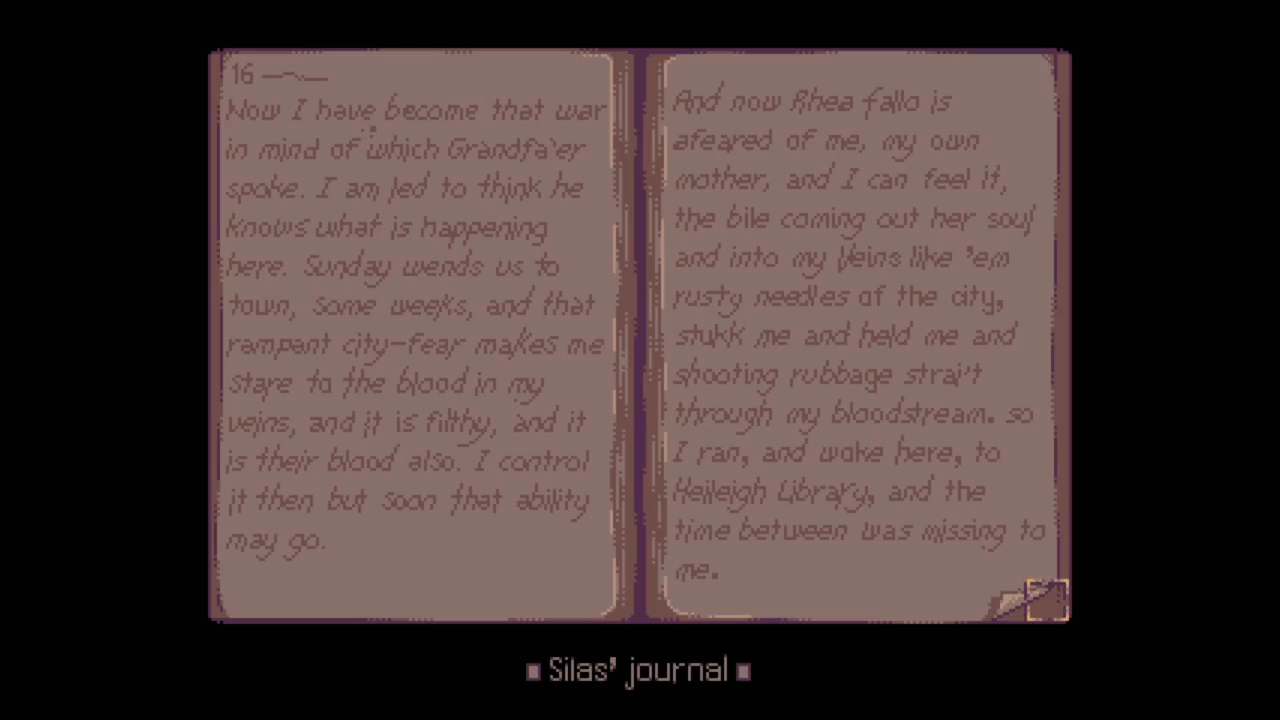 16
Now I have become that war
in mind of which Grandfa'er
spoke. I am led to think he
knows what is happening
here. Sunday wends us to
town, some weeks, and that
rampant city-fear makes me
stare to the blood in my
veins, and it is filthy, and it
is their blood also. I control
it then but soon that ability
may go.
And now Rhea fallo is
afeared of me, my own
mother, and I can feel it,
the bile coming out her soul
and into my veins like 'em
rusty needles of the city,
stukk me and held me and
shooting rubbage strai't
through my bloodstream. so
I ran, and woke here, to
Helleigh Library, and the
time between was missing to
me.
Silas' journal